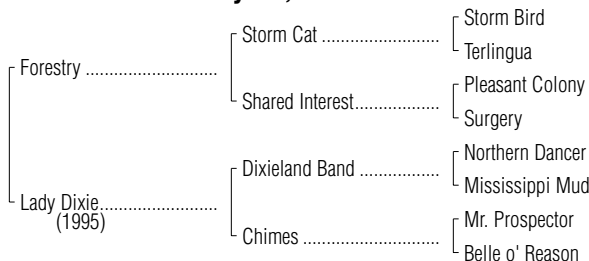 Storm Bird
Storm Cat ......................
Terlingua
Forestry .........................
Pleasant Colony
Shared Interest................
Surgery
Northern Dancer
Dixieland Band ...............
Mississippi Mud
Lady Dixie......................
(1995)
Mr. Prospector
Chimes ..........................
Belle o' Reason